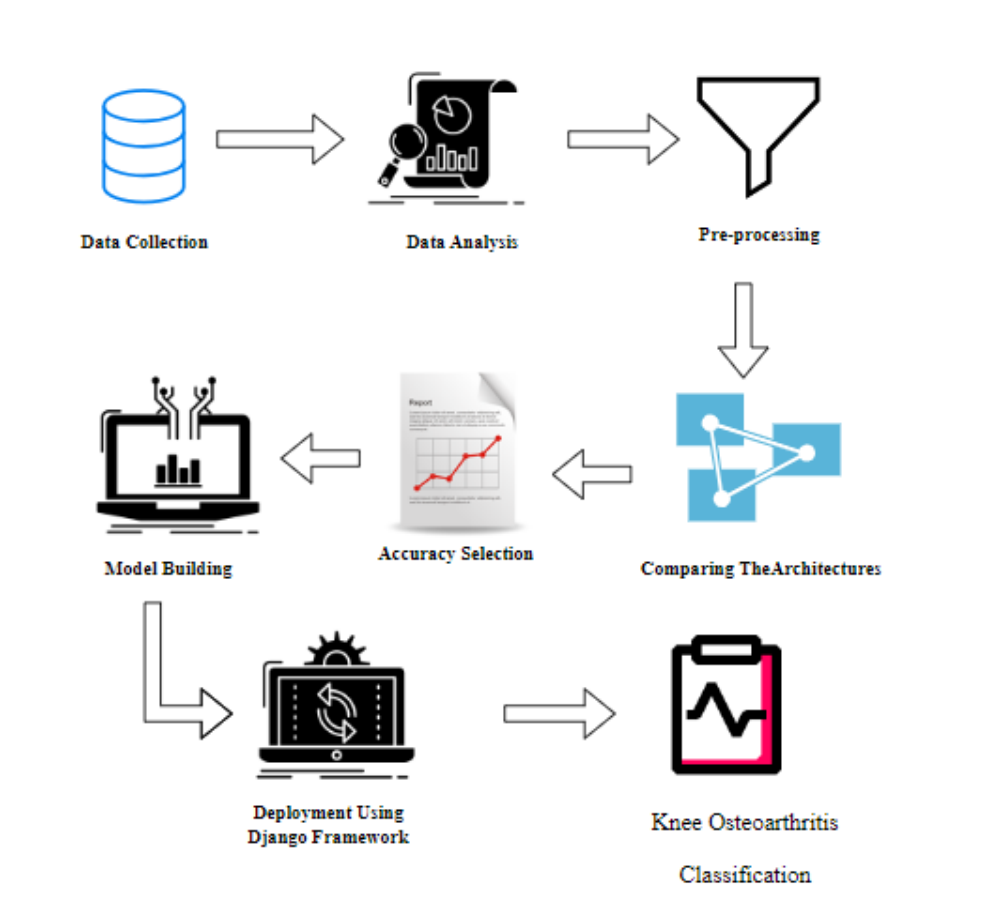 Data Collection
Data Analysis
Pre-processing
Report
Model Building
Accuracy Selection
Comparing TheArchitectures
Deployment Using
Django Framework
Knee Osteoarthritis
Classification